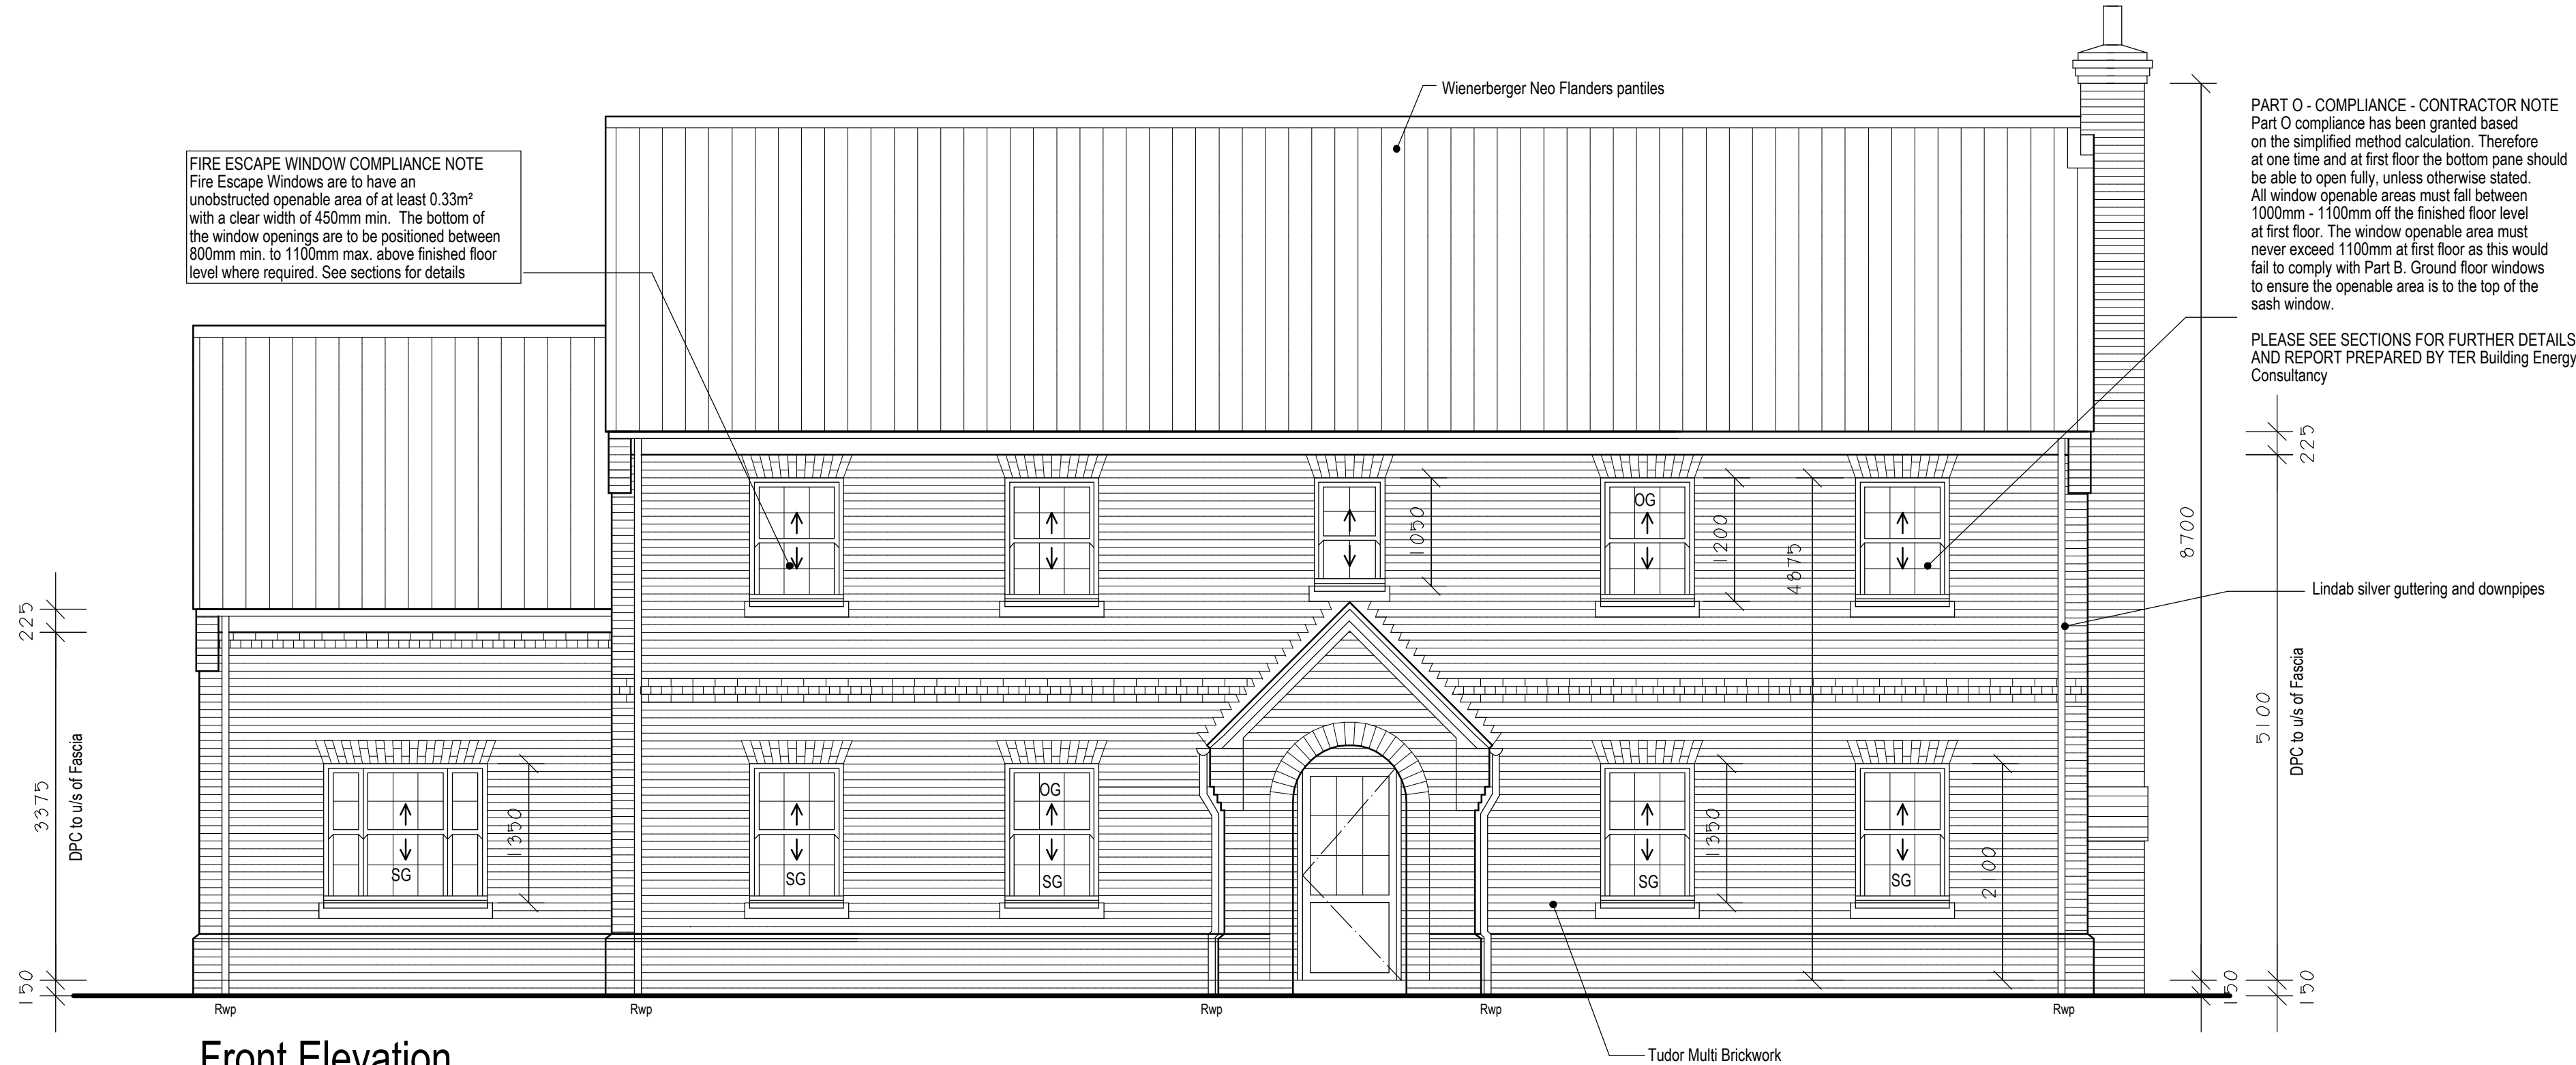 Wienerberger Neo Flanders pantiles
FIRE ESCAPE WINDOW COMPLIANCE NOTE
Fire Escape Windows are to have an
unobstructed openable area of at least 0.33m²
with a clear width of 450mm min. The bottom of
the window openings are to be positioned between
800mm min. to 1100mm max. above finished floor
level where required. See sections for details
PART O - COMPLIANCE - CONTRACTOR NOTE
Part O compliance has been granted based
on the simplified method calculation. Therefore
at one time and at first floor the bottom pane should
be able to open fully, unless otherwise stated.
All window openable areas must fall between
1000mm - 1100mm off the finished floor level
at first floor. The window openable area must
never exceed 1100mm at first floor as this would
fail to comply with Part B. Ground floor windows
to ensure the openable area is to the top of the
sash window.
PLEASE SEE SECTIONS FOR FURTHER DETAILS
AND REPORT PREPARED BY TER Building Energy
Consultancy
225
OG
1050
1200
4875
8700
Lindab silver guttering and downpipes
225
3375
DPC to u/s of Fascia
150
5100
DPC to u/s of Fascia
OG
1350
1350
2100
SG
SG
SG
SG
SG
150
150
Rwp
Rwp
Rwp
Rwp
Rwp
Front Elevation
Tudor Multi Brickwork